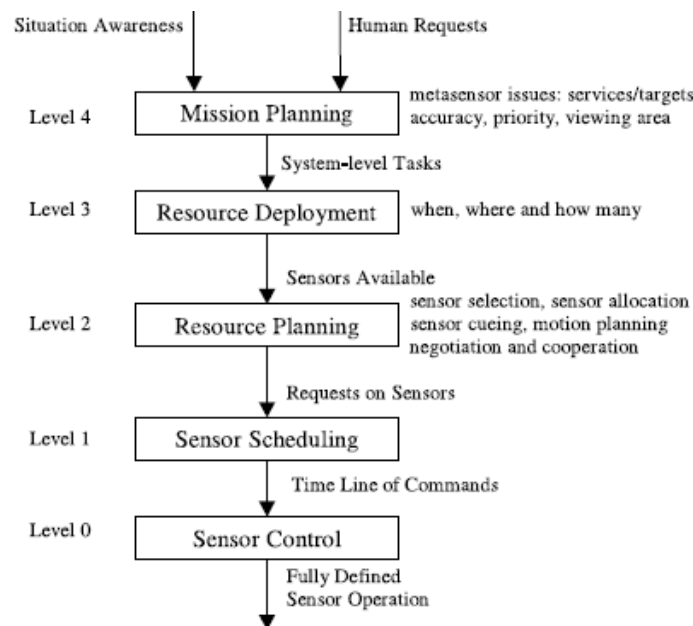 Situation Awareness
Human Requests
Level 4
Mission Planning
metasensor issues: services/targets
accuracy, priority, viewing area
System-level Tasks
Level 3
Resource Deployment
when, where and how many
Sensors Available
Level 2
Resource Planning
sensor selection, sensor allocation
sensor cueing, motion planning
negotiation and cooperation
Requests on Sensors
Level 1
Sensor Scheduling
Time Line of Commands
Level 0
Sensor Control
Fully Defined
Sensor Operation